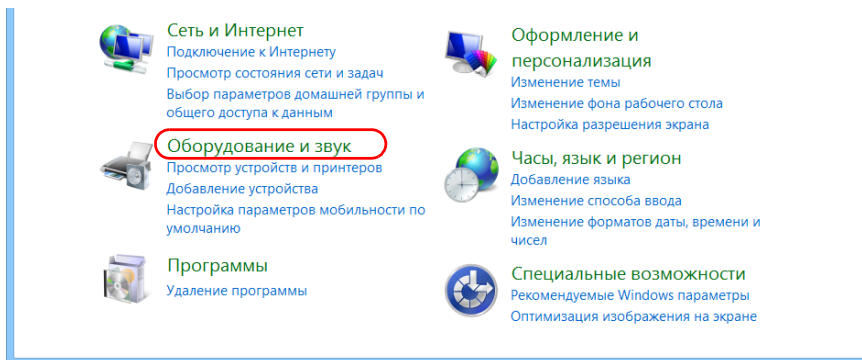 Сеть и Интернет
Подключение к Интернету
Просмотр состояния сети и задач
Выбор параметров домашней группы и
общего доступа к данным
Оборудование и звук
Просмотр устройств и принтеров
Добавление устройства
Настройка параметров мобильности по
умолчанию
Программы
Удаление программы
Оформление и
персонализация
Изменение темы
Изменение фона рабочего стола
Настройка разрешения экрана
Часы, язык и регион
Добавление языка
Изменение способа ввода
Изменение форматов даты, времени и
чисел
Специальные возможности
Рекомендуемые Windows параметры
Оптимизация изображения на экране